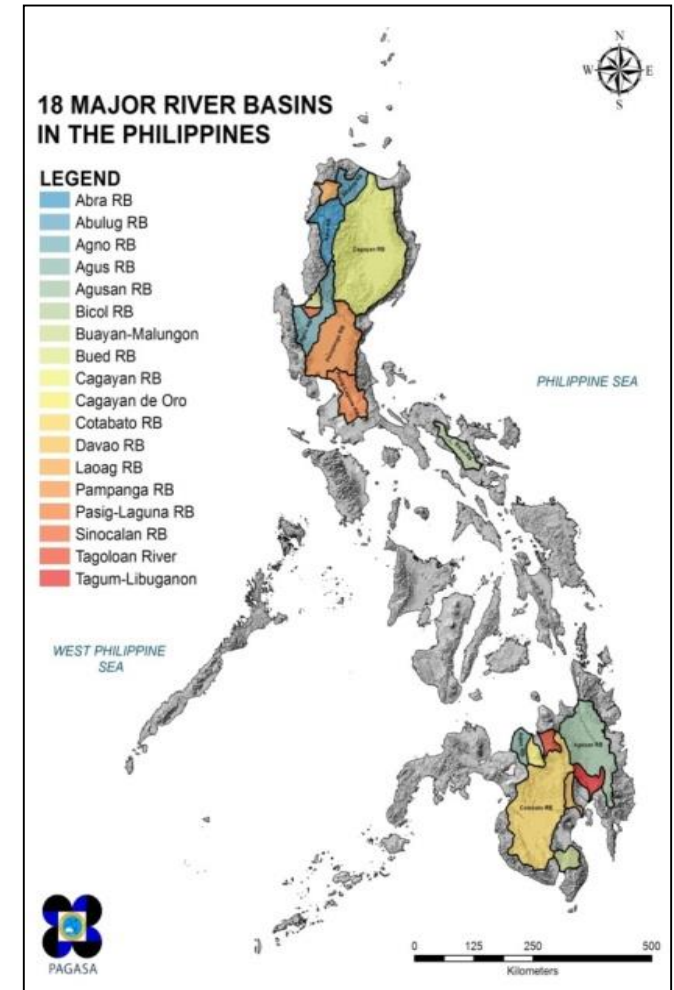 18 MAJOR RIVER BASINS
IN THE PHILIPPINES
LEGEND
Abra RB
Abulug RB
Agno RB
Agus RB
Agusan RB
Bicol RB
Buayan-Malungon
Bued RB
Cagayan RB
Cagayan de Oro
Cotabato RB
Davao RB
Laoag RB
Pampanga RB
Pasig-Laguna RB
Sinocalan RB
Tagoloan River
Tagum-Libuganon
N
W E
S
Cagayan RB
PHILIPPINE SEA
WEST PHILIPPINE
SEA
Agusan RB
Cotabato RB
PAGASA
0 125 250 500
Kilometers